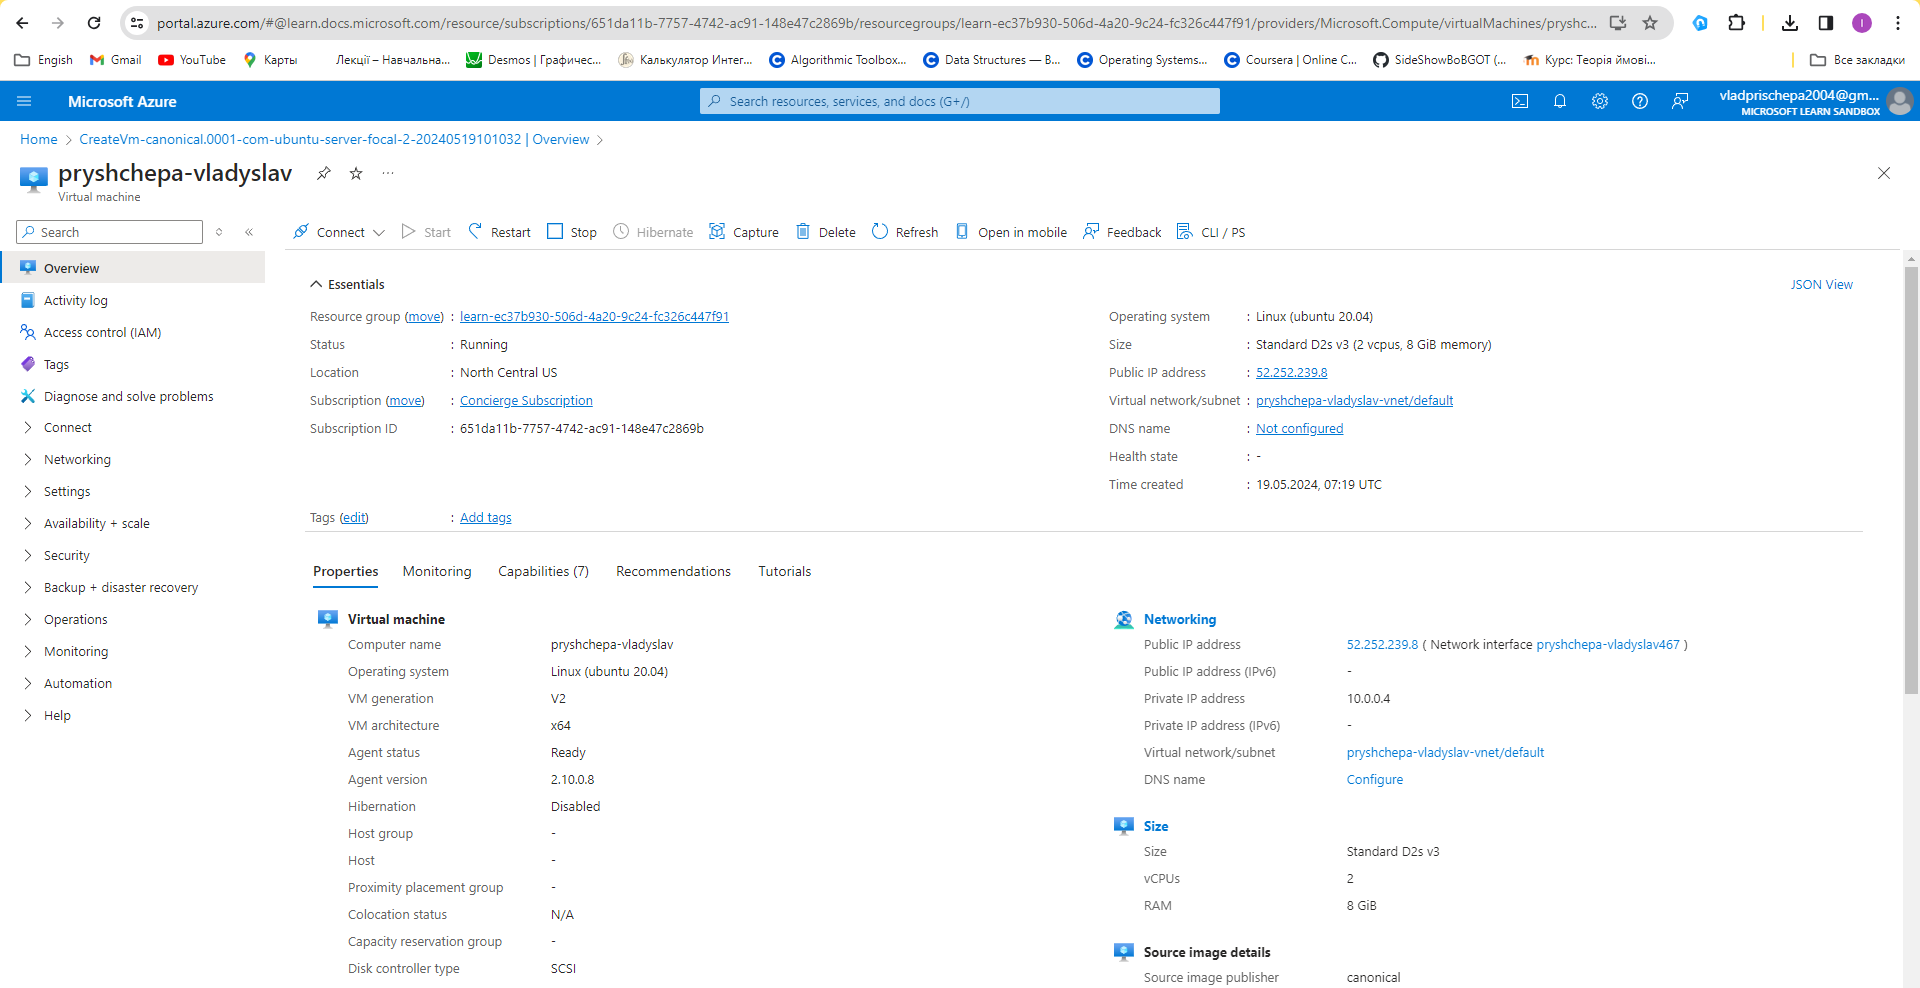 portal.azure.com/#@learn.docs.microsoft.com/resource/subscriptions/651da11b-7757-4742-ac91-148e47c2869b/resourcegroups/learn-ec37b930-506d-4a20-9c24-fc326c447f91/providers/Microsoft.Compute/virtualMachines/pryshc...
Engish Gmail YouTube Карты Лекції – Навчальна... Desmos | Графичес... Калькулятор Интег... Algorithmic Toolbox... Data Structures — В... Operating Systems... Coursera | Online C... SideShowBoBGOT (... Курс: Теорія ймові... Все закладки
Microsoft Azure
Search resources, services, and docs (G+/)
vladprischepa2004@gm...
MICROSOFT LEARN SANDBOX
Home > CreateVm-canonical.0001-com-ubuntu-server-focal-2-20240519101032 | Overview >
pryshchepa-vladyslav
Virtual machine
Search
Connect Start Restart Stop Hibernate Capture Delete Refresh Open in mobile Feedback CLI / PS
Overview
Activity log
Access control (IAM)
Tags
Diagnose and solve problems
Connect
Networking
Settings
Availability + scale
Security
Backup + disaster recovery
Operations
Monitoring
Automation
Help
Essentials
JSON View
Resource group (move) : learn-ec37b930-506d-4a20-9c24-fc326c447f91
Status : Running
Location : North Central US
Subscription (move) : Concierge Subscription
Subscription ID : 651da11b-7757-4742-ac91-148e47c2869b
Operating system : Linux (ubuntu 20.04)
Size : Standard D2s v3 (2 vcpus, 8 GiB memory)
Public IP address : 52.252.239.8
Virtual network/subnet : pryshchepa-vladyslav-vnet/default
DNS name : Not configured
Health state : -
Time created : 19.05.2024, 07:19 UTC
Tags (edit) : Add tags
Properties Monitoring Capabilities (7) Recommendations Tutorials
Virtual machine
Computer name pryshchepa-vladyslav
Operating system Linux (ubuntu 20.04)
VM generation V2
VM architecture x64
Agent status Ready
Agent version 2.10.0.8
Hibernation Disabled
Host group -
Host -
Proximity placement group -
Colocation status N/A
Capacity reservation group -
Disk controller type SCSI
Networking
Public IP address 52.252.239.8 ( Network interface pryshchepa-vladyslav467 )
Public IP address (IPv6) -
Private IP address 10.0.0.4
Private IP address (IPv6) -
Virtual network/subnet pryshchepa-vladyslav-vnet/default
DNS name Configure
Size
Size Standard D2s v3
vCPUs 2
RAM 8 GiB
Source image details
Source image publisher canonical